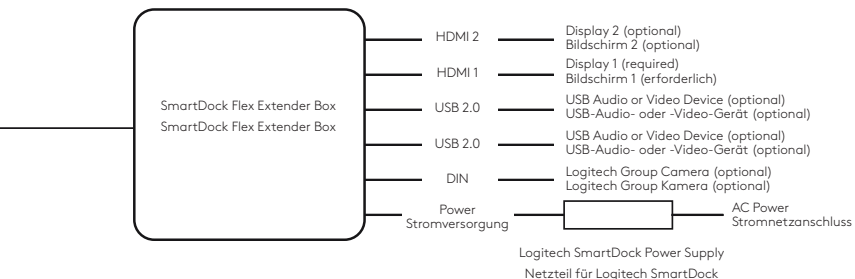 SmartDock Flex Extender Box
SmartDock Flex Extender Box
HDMI 2
Display 2 (optional)
Bildschirm 2 (optional)
HDMI 1
Display 1 (required)
Bildschirm 1 (erforderlich)
USB 2.0
USB Audio or Video Device (optional)
USB-Audio- oder -Video-Gerät (optional)
USB 2.0
USB Audio or Video Device (optional)
USB-Audio- oder -Video-Gerät (optional)
DIN
Logitech Group Camera (optional)
Logitech Group Kamera (optional)
Power
Stromversorgung
AC Power
Stromnetzanschluss
Logitech SmartDock Power Supply
Netzteil für Logitech SmartDock